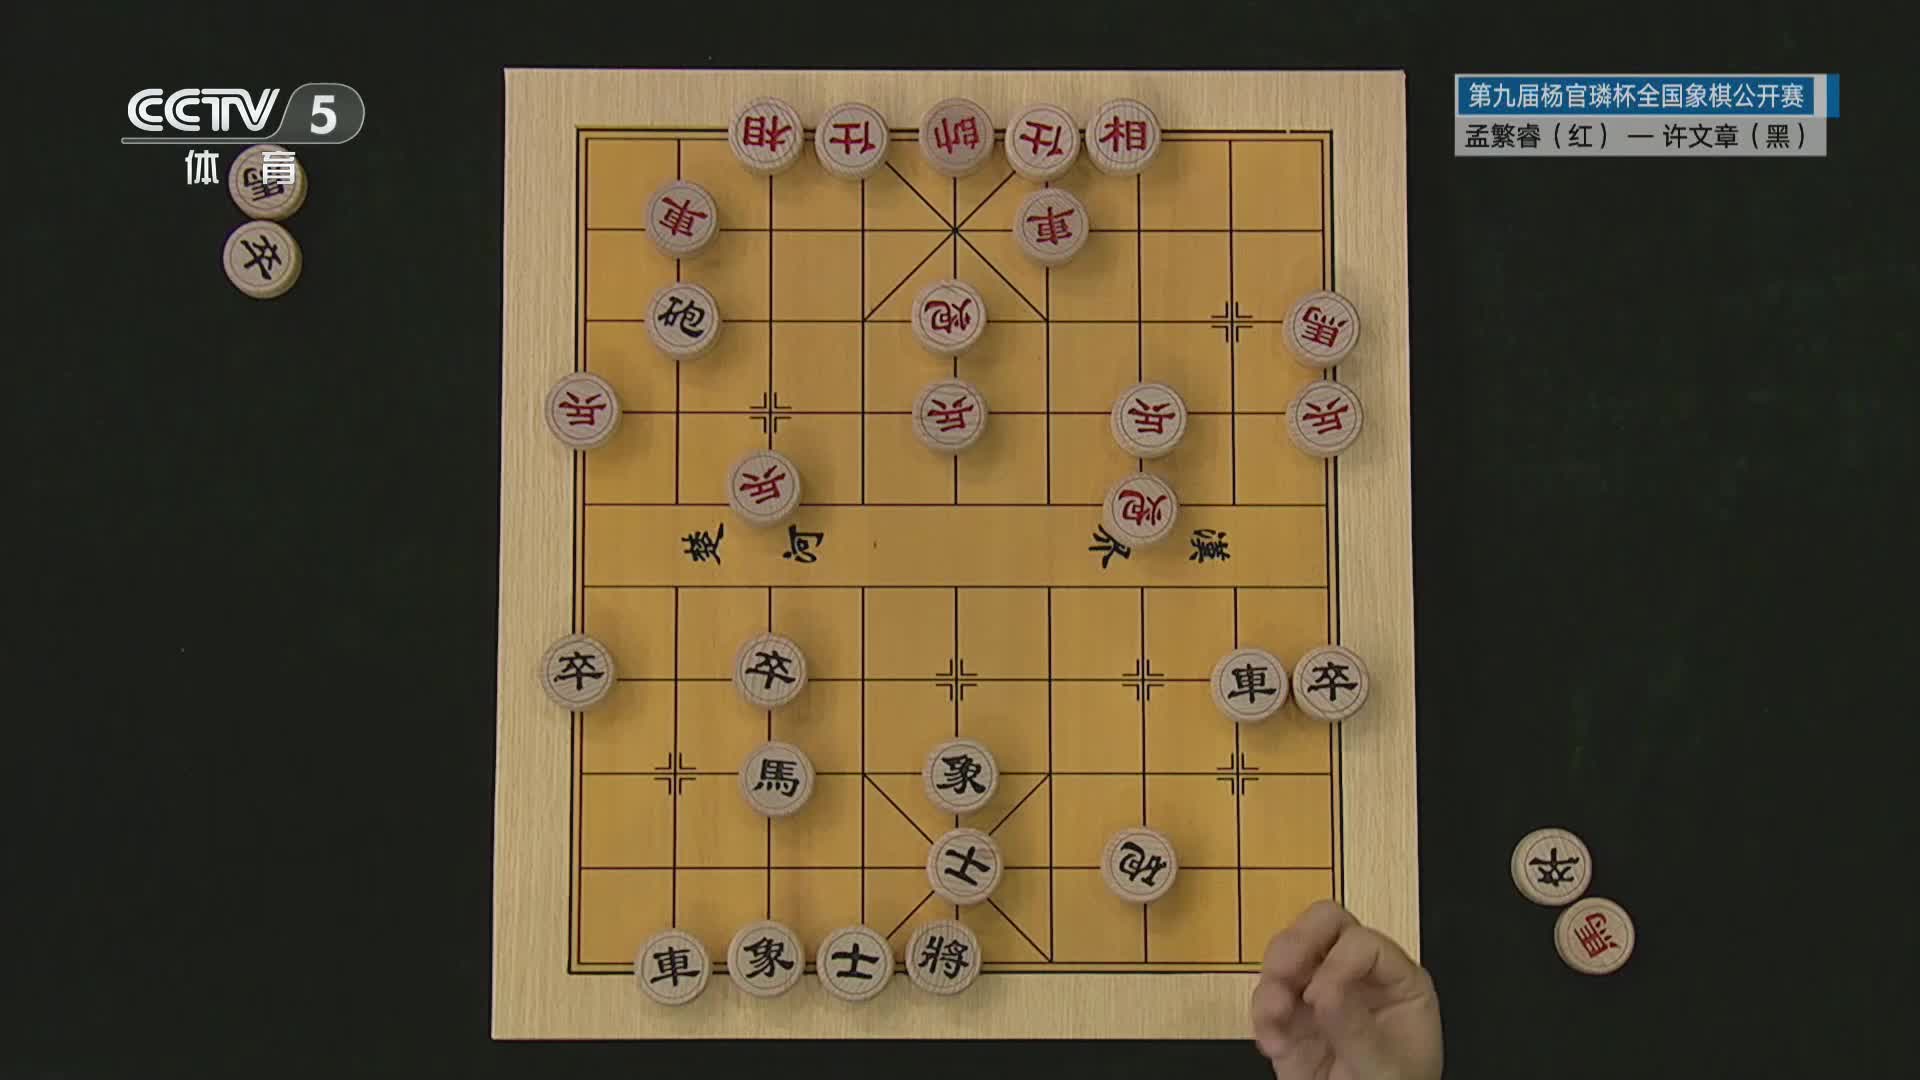 CCTV 5
体 育
第九届杨官璘杯全国象棋公开赛
孟繁睿（红） — 许文章（黑）
馬
卒
相 仕 帥 仕 相
車 車
砲 炮 馬
兵 兵 兵 兵
兵 炮
楚 河 界 漢
卒 卒 車 卒
馬 象
士 砲
車 象 士 將
卒
馬